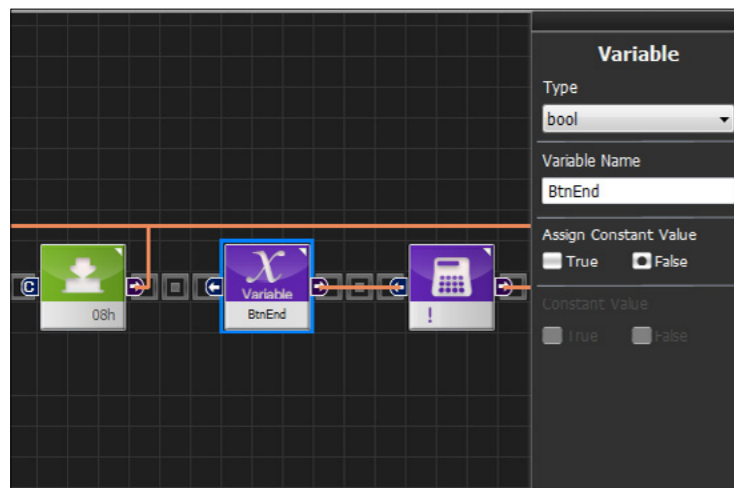 Variable
Type
bool
Variable Name
BtnEnd
Assign Constant Value
True False
Constant Value
True False
C
08h
X
Variable
BtnEnd
!